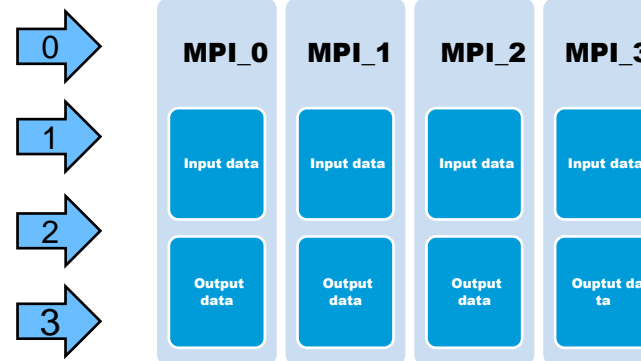 0
1
2
3
MPI_0
MPI_1
MPI_2
MPI_3
Input data
Input data
Input data
Input data
Output
data
Output
data
Output
data
Ouptut da
ta